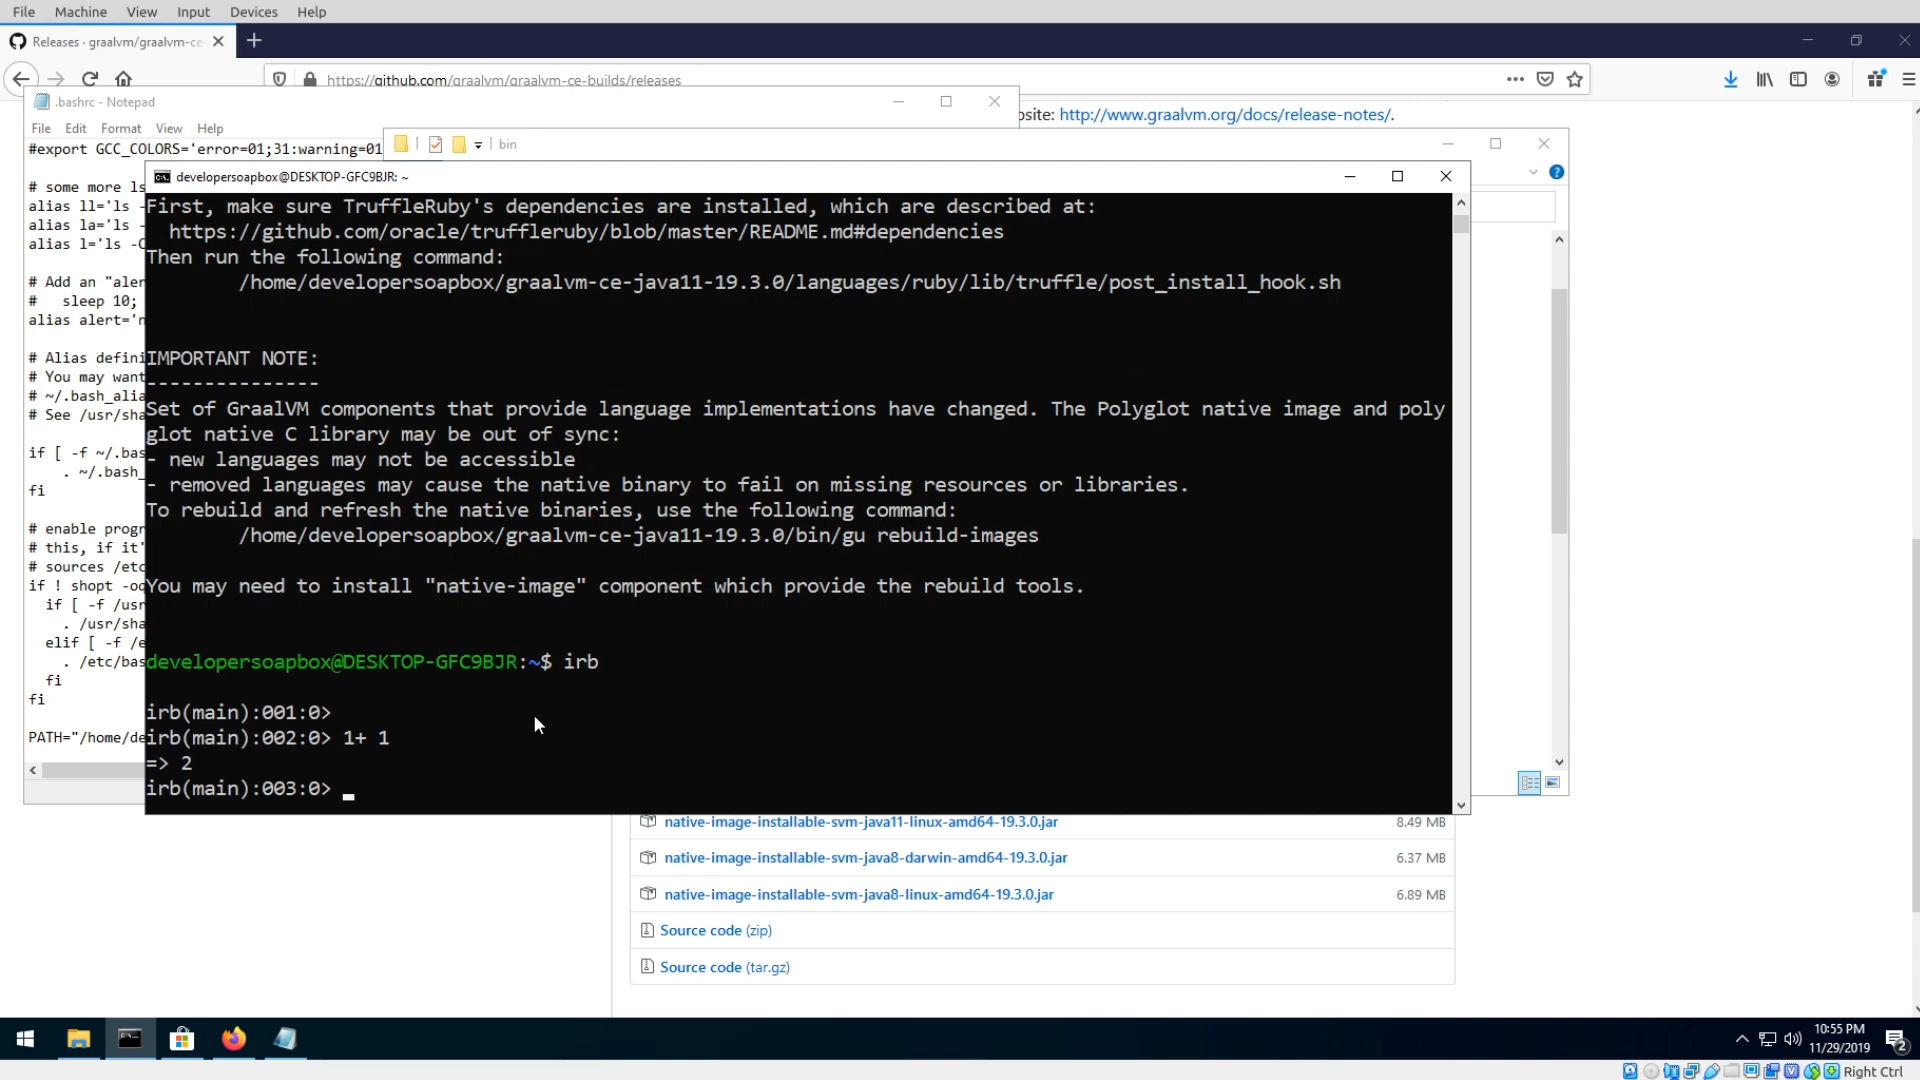 File Machine View Input Devices Help
Releases · graalvm/graalvm-ce-
https://github.com/graalvm/graalvm-ce-builds/releases
.bashrc - Notepad
File Edit Format View Help
site: http://www.graalvm.org/docs/release-notes/.
bin
#export GCC_COLORS='error=01;31:warning=01
# some more ls
alias ll='ls -
alias la='ls -
alias l='ls -C
# Add an "aler
#   sleep 10;
alias alert='n
# Alias defini
# You may want
# ~/.bash_alia
# See /usr/sha
if [ -f ~/.bas
    . ~/.bash_
fi
# enable progr
# this, if it'
# sources /etc
if ! shopt -oq
  if [ -f /usr
    . /usr/sha
  elif [ -f /e
    . /etc/bas
  fi
fi
PATH="/home/de
developersoapbox@DESKTOP-GFC9BJR: ~
First, make sure TruffleRuby's dependencies are installed, which are described at:
  https://github.com/oracle/truffleruby/blob/master/README.md#dependencies
Then run the following command:
        /home/developersoapbox/graalvm-ce-java11-19.3.0/languages/ruby/lib/truffle/post_install_hook.sh
IMPORTANT NOTE:
---------------
Set of GraalVM components that provide language implementations have changed. The Polyglot native image and poly
glot native C library may be out of sync:
- new languages may not be accessible
- removed languages may cause the native binary to fail on missing resources or libraries.
To rebuild and refresh the native binaries, use the following command:
        /home/developersoapbox/graalvm-ce-java11-19.3.0/bin/gu rebuild-images
You may need to install "native-image" component which provide the rebuild tools.
developersoapbox@DESKTOP-GFC9BJR:~$ irb
irb(main):001:0>
irb(main):002:0> 1+ 1
=> 2
irb(main):003:0>
native-image-installable-svm-java11-linux-amd64-19.3.0.jar 8.49 MB
native-image-installable-svm-java8-darwin-amd64-19.3.0.jar 6.37 MB
native-image-installable-svm-java8-linux-amd64-19.3.0.jar 6.89 MB
Source code (zip)
Source code (tar.gz)
10:55 PM
11/29/2019
2
Right Ctrl